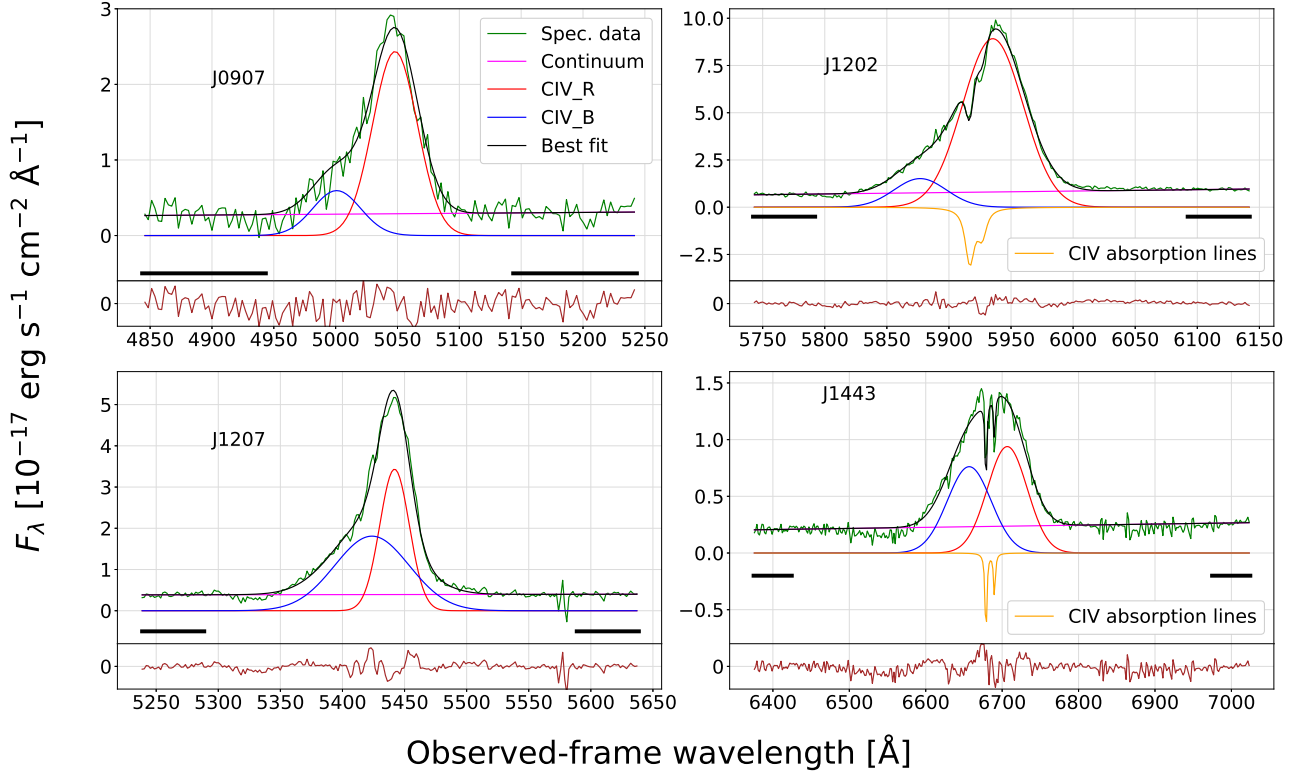 F_λ [10⁻¹⁷ erg s⁻¹ cm⁻² Å⁻¹]
J0907
Spec. data
Continuum
CIV_R
CIV_B
Best fit
3
2
1
0
0
4850 4900 4950 5000 5050 5100 5150 5200 5250
J1202
CIV absorption lines
10.0
7.5
5.0
2.5
0.0
−2.5
0
5750 5800 5850 5900 5950 6000 6050 6100 6150
J1207
5
4
3
2
1
0
0
5250 5300 5350 5400 5450 5500 5550 5600 5650
J1443
CIV absorption lines
1.5
1.0
0.5
0.0
−0.5
0
6400 6500 6600 6700 6800 6900 7000
Observed-frame wavelength [Å]